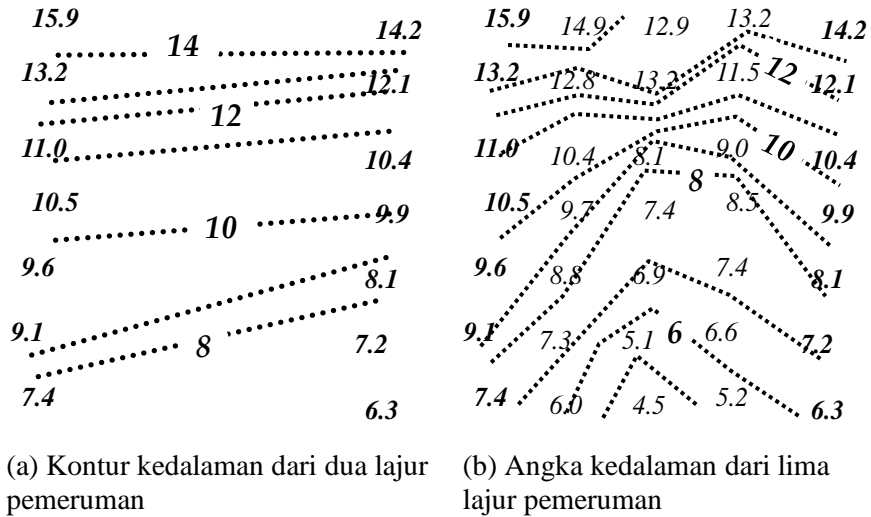 15.9
14
14.2
13.2
12.1
12
11.0
10.4
10.5
9.9
10
9.6
8.1
9.1
8
7.2
7.4
6.3
(a) Kontur kedalaman dari dua lajur
pemeruman
15.9 14.9 12.9 13.2 14.2
13.2 12.8 13.2 11.5 12 12.1
11.0 10.4 8.1 9.0 10 10.4
8
10.5 9.7 7.4 8.5 9.9
9.6 8.8 6.9 7.4 8.1
9.1 7.3 5.1 6 6.6 7.2
7.4 6.0 4.5 5.2 6.3
(b) Angka kedalaman dari lima
lajur pemeruman